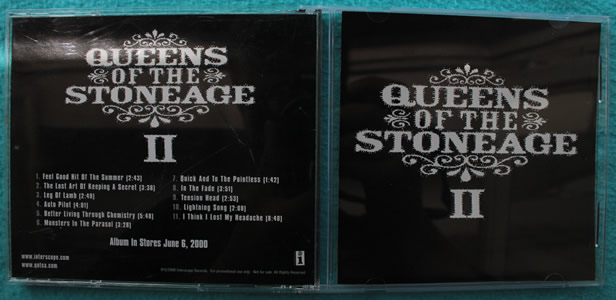 QUEENS
OF THE
STONEAGE
II
1. Feel Good Hit Of The Summer (2:43)
2. The Lost Art Of Keeping A Secret (3:36)
3. Leg Of Lamb (2:48)
4. Auto Pilot (4:01)
5. Better Living Through Chemistry (5:48)
6. Monsters In The Parasol (3:28)
7. Quick And To The Pointless (1:42)
8. In The Fade (3:51)
9. Tension Head (2:53)
10. Lightning Song (2:08)
11. I Think I Lost My Headache (8:40)
Album In Stores June 6, 2000
www.interscope.com
www.qotsa.com
QUEENS
OF THE
STONEAGE
II